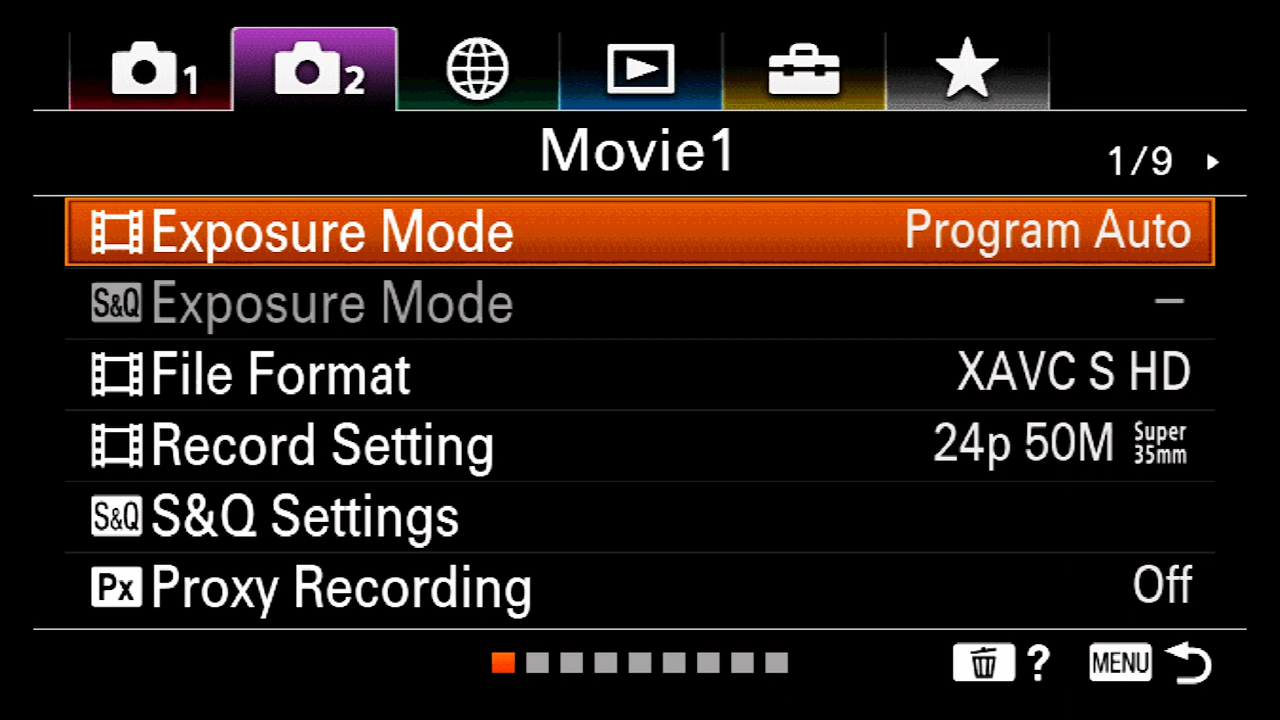 1 2
Movie1 1/9
Exposure Mode Program Auto
S&Q Exposure Mode –
File Format XAVC S HD
Record Setting 24p 50M Super 35mm
S&Q S&Q Settings
Px Proxy Recording Off
? MENU